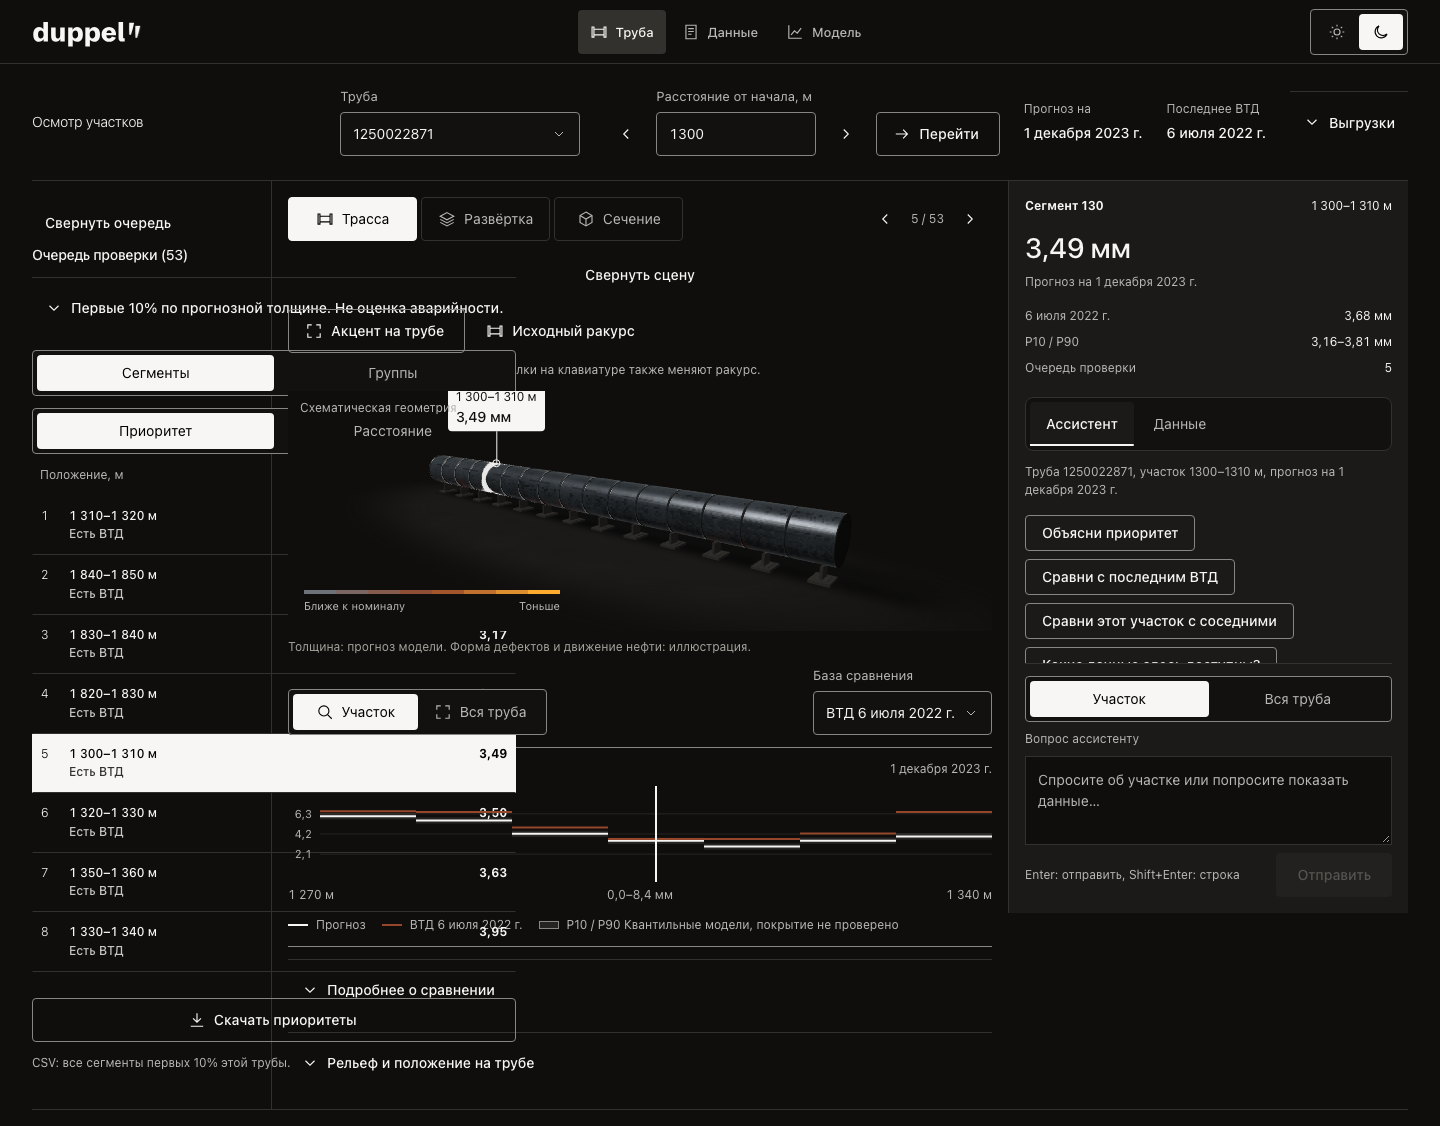 duppel
Труба
Данные
Модель
Осмотр участков
Труба
1250022871
Расстояние от начала, м
1300
Перейти
Прогноз на
1 декабря 2023 г.
Последнее ВТД
6 июля 2022 г.
Выгрузки
Свернуть очередь
Очередь проверки (53)
Первые 10% по прогнозной толщине. Не оценка аварийности.
Сегменты
Группы
Приоритет
Расстояние
Положение, м
1 1 310–1 320 м
Есть ВТД
2 1 840–1 850 м
Есть ВТД
3 1 830–1 840 м 3,17
Есть ВТД
4 1 820–1 830 м
Есть ВТД
5 1 300–1 310 м 3,49
Есть ВТД
6 1 320–1 330 м 3,50
Есть ВТД
7 1 350–1 360 м 3,63
Есть ВТД
8 1 330–1 340 м 3,95
Есть ВТД
Скачать приоритеты
CSV: все сегменты первых 10% этой трубы.
Трасса
Развёртка
Сечение
5 / 53
Свернуть сцену
Акцент на трубе
Исходный ракурс
лки на клавиатуре также меняют ракурс.
Схематическая геометрия
1 300–1 310 м
3,49 мм
Ближе к номиналу
Тоньше
Толщина: прогноз модели. Форма дефектов и движение нефти: иллюстрация.
Участок
Вся труба
База сравнения
ВТД 6 июля 2022 г.
1 декабря 2023 г.
6,3
4,2
2,1
1 270 м
0,0–8,4 мм
1 340 м
Прогноз
ВТД 6 июля 2022 г.
P10 / P90 Квантильные модели, покрытие не проверено
Подробнее о сравнении
Рельеф и положение на трубе
Сегмент 130
1 300–1 310 м
3,49 мм
Прогноз на 1 декабря 2023 г.
6 июля 2022 г. 3,68 мм
P10 / P90 3,16–3,81 мм
Очередь проверки 5
Ассистент
Данные
Труба 1250022871, участок 1300–1310 м, прогноз на 1
декабря 2023 г.
Объясни приоритет
Сравни с последним ВТД
Сравни этот участок с соседними
Какие данные здесь доступны?
Участок
Вся труба
Вопрос ассистенту
Спросите об участке или попросите показать
данные…
Enter: отправить, Shift+Enter: строка
Отправить